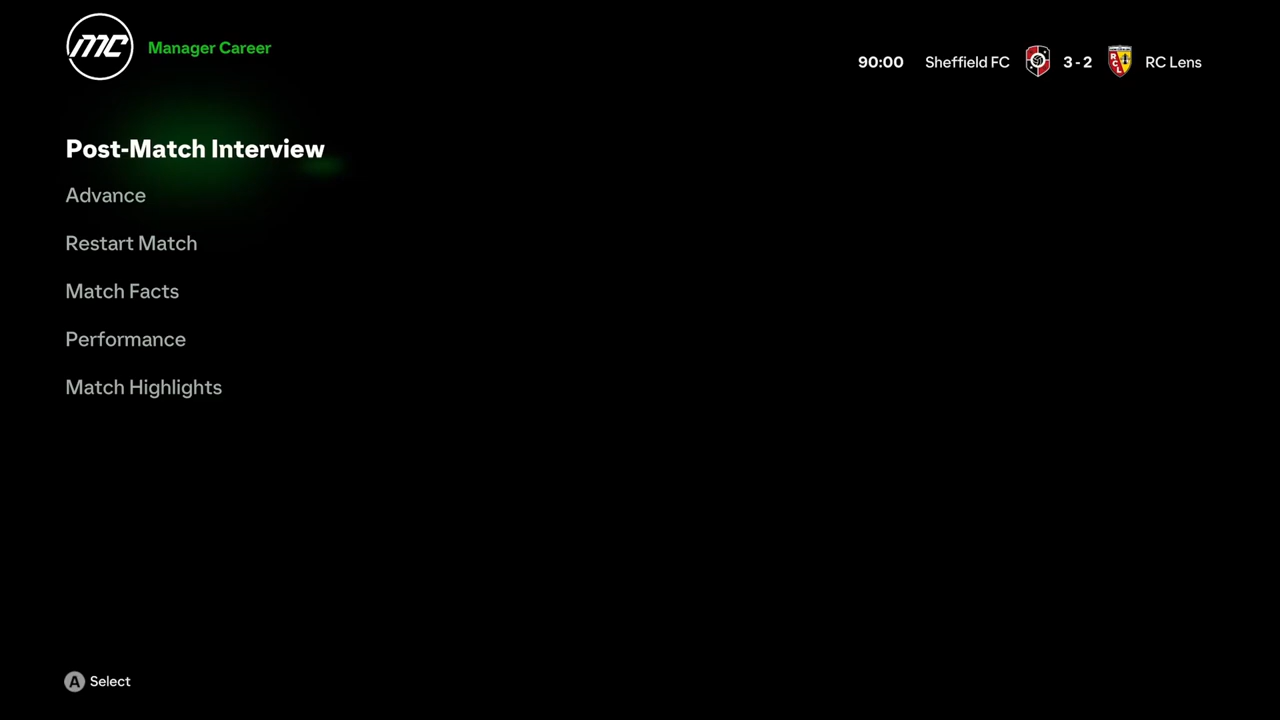 MC Manager Career
90:00 Sheffield FC 3 - 2 RCL RC Lens
Post-Match Interview
Advance
Restart Match
Match Facts
Performance
Match Highlights
A Select